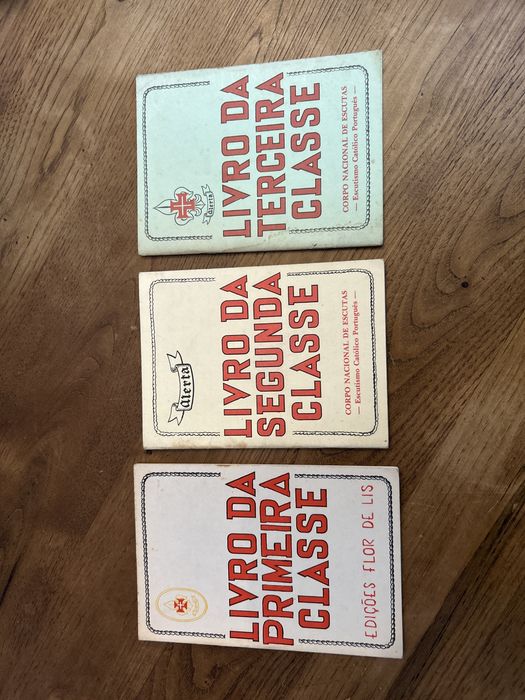 Alerta
LIVRO DA
TERCEIRA
CLASSE
CORPO NACIONAL DE ESCUTAS
— Escutismo Católico Português —
Alerta
LIVRO DA
SEGUNDA
CLASSE
CORPO NACIONAL DE ESCUTAS
— Escutismo Católico Português —
LIVRO DA
PRIMEIRA
CLASSE
EDIÇÕES FLOR DE LIS